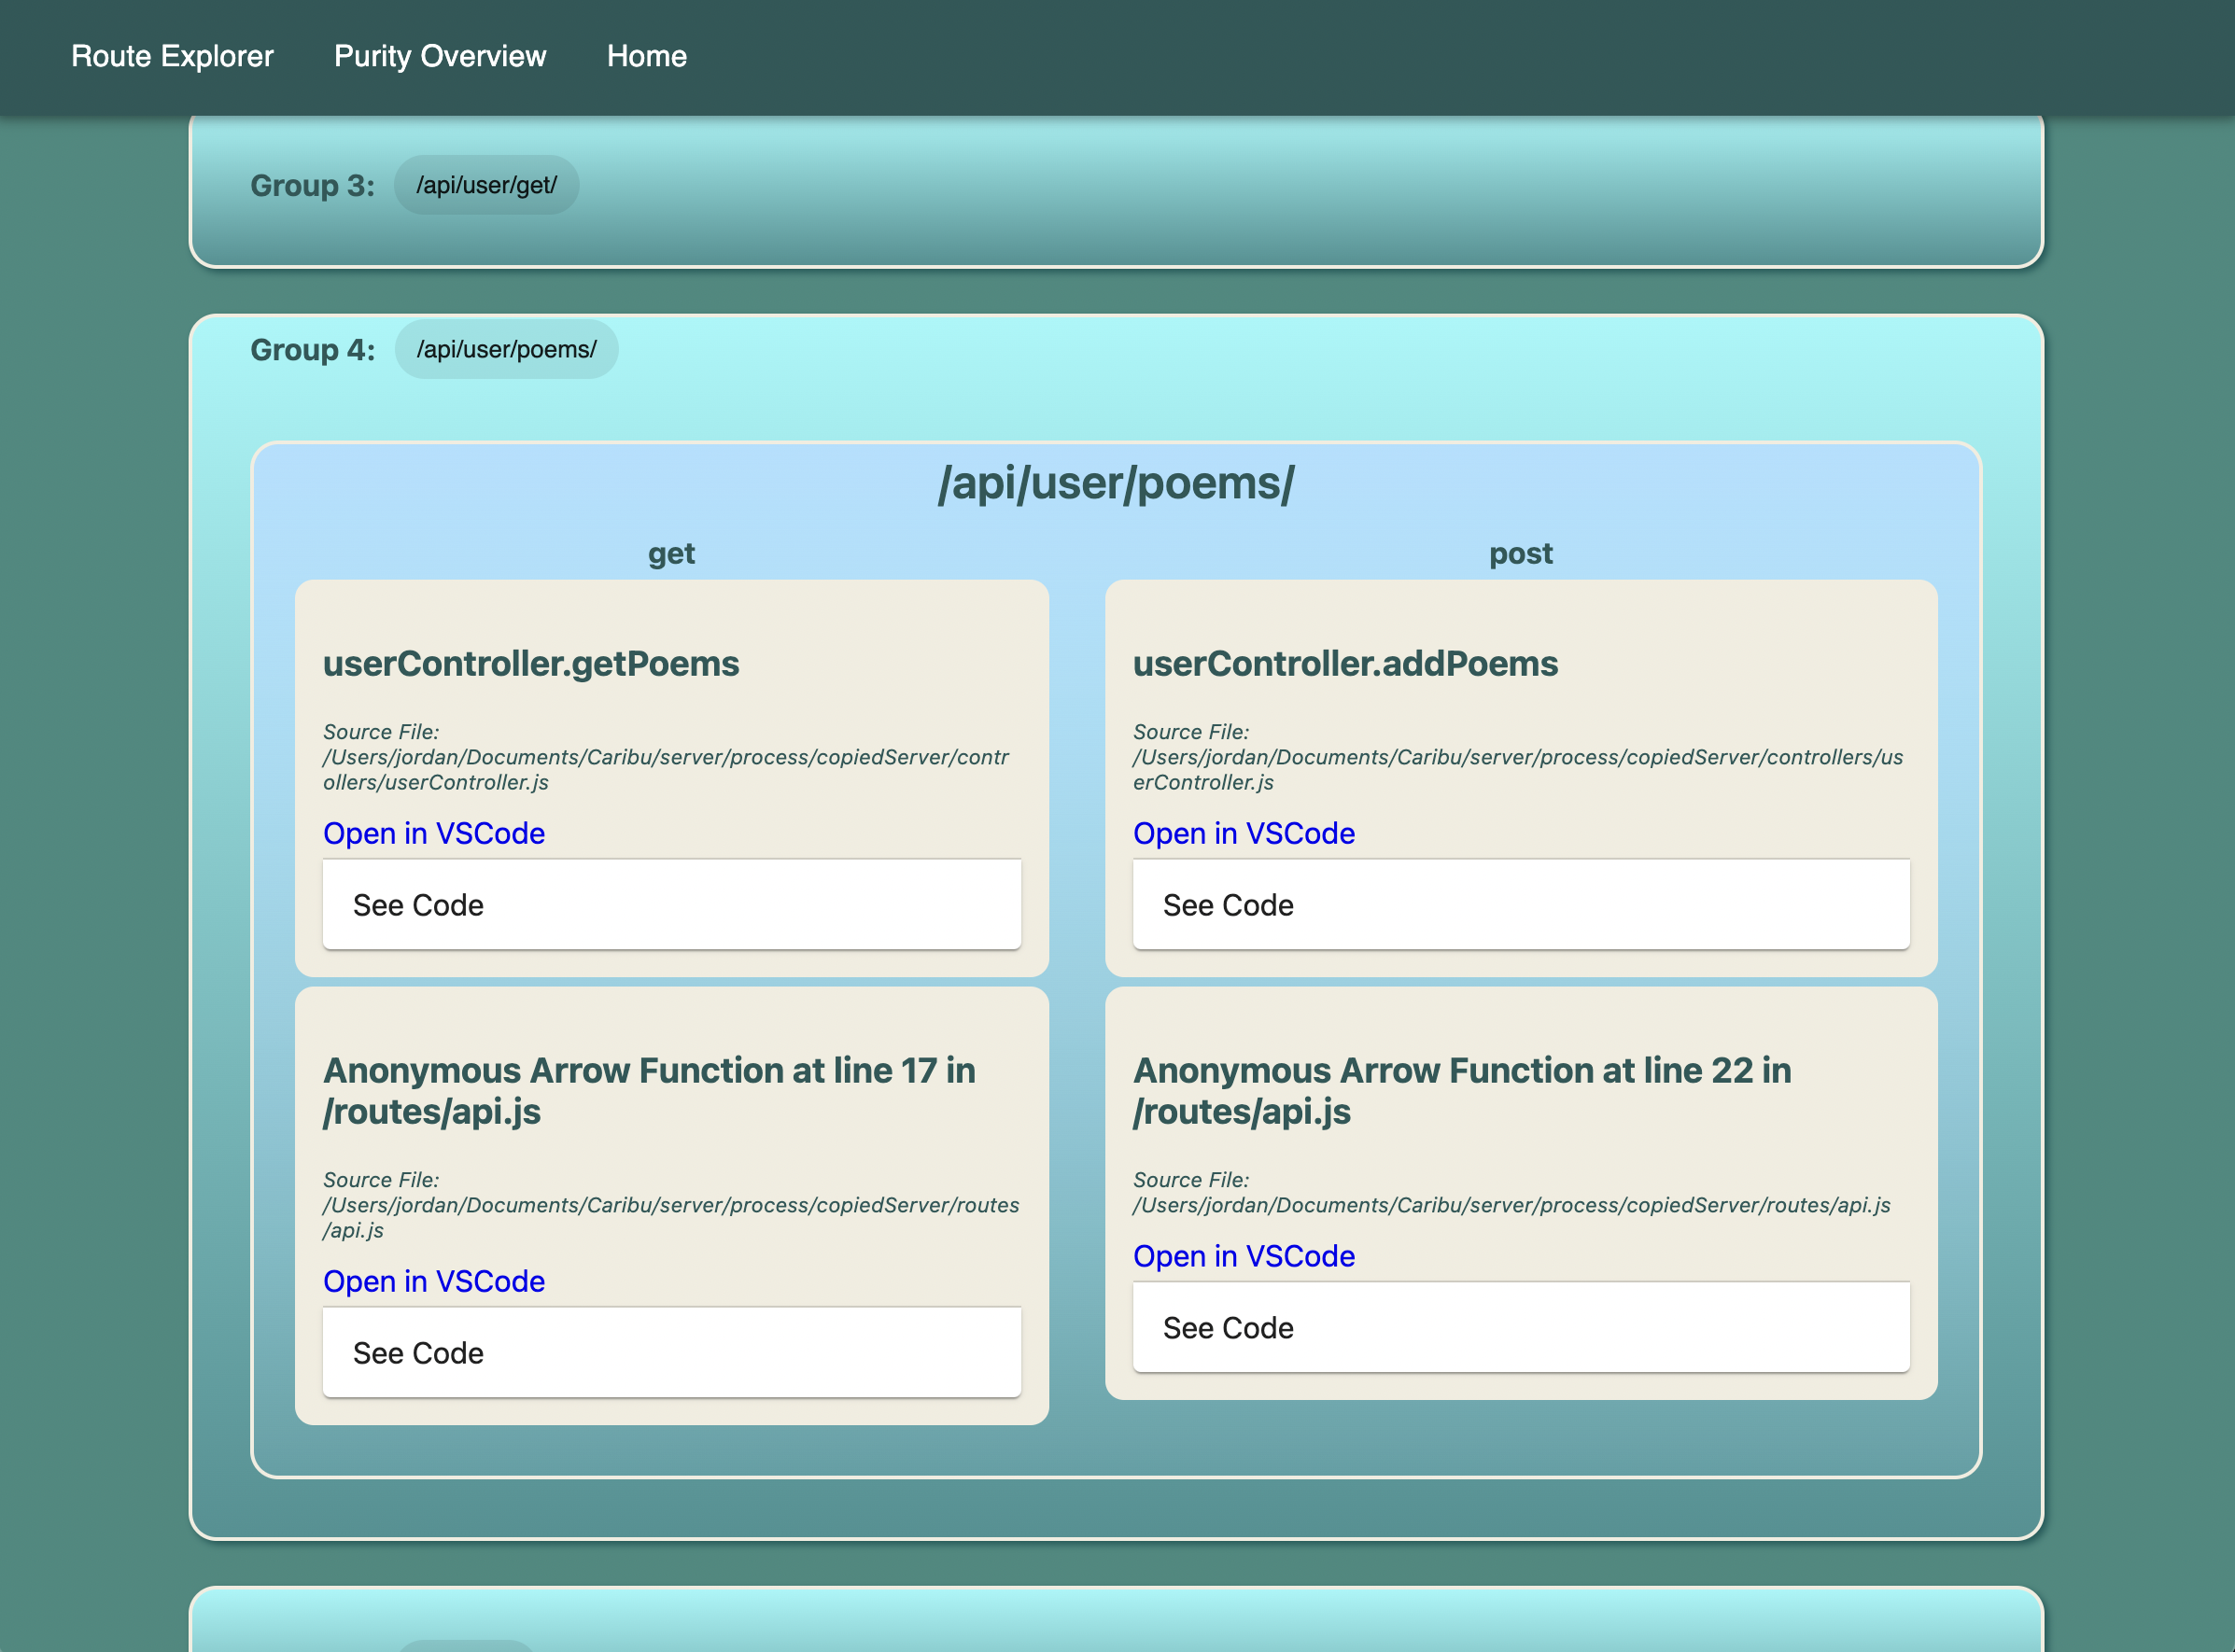 Route Explorer Purity Overview Home
Group 3: /api/user/get/
Group 4: /api/user/poems/
/api/user/poems/
get
userController.getPoems
Source File:
/Users/jordan/Documents/Caribu/server/process/copiedServer/contr
ollers/userController.js
Open in VSCode
See Code
Anonymous Arrow Function at line 17 in
/routes/api.js
Source File:
/Users/jordan/Documents/Caribu/server/process/copiedServer/routes
/api.js
Open in VSCode
See Code
post
userController.addPoems
Source File:
/Users/jordan/Documents/Caribu/server/process/copiedServer/controllers/us
erController.js
Open in VSCode
See Code
Anonymous Arrow Function at line 22 in
/routes/api.js
Source File:
/Users/jordan/Documents/Caribu/server/process/copiedServer/routes/api.js
Open in VSCode
See Code